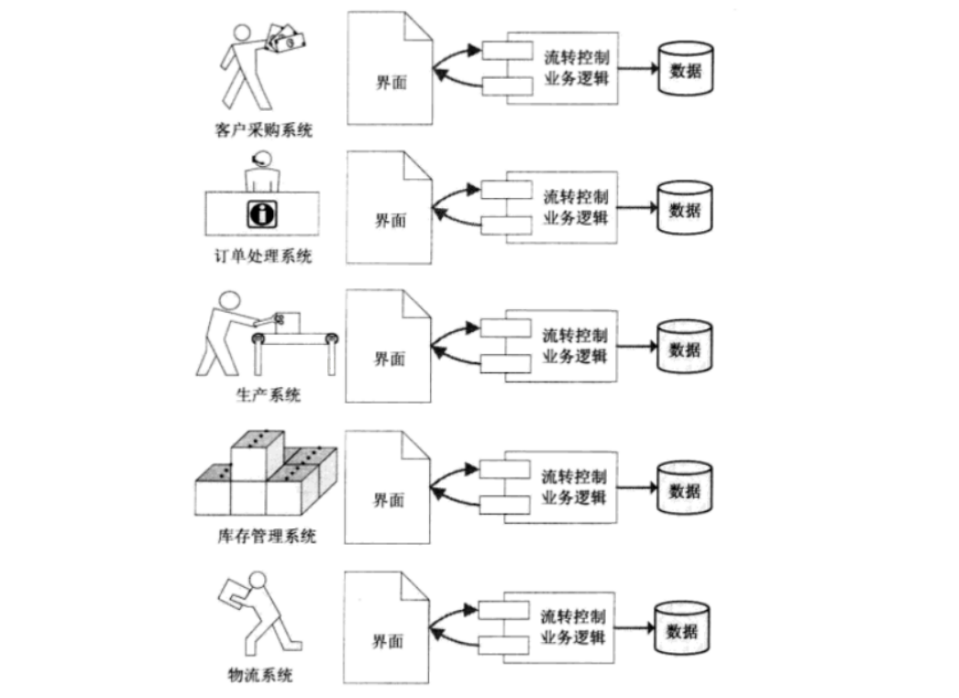 界面
流转控制
业务逻辑
数据
客户采购系统
界面
流转控制
业务逻辑
数据
订单处理系统
界面
流转控制
业务逻辑
数据
生产系统
界面
流转控制
业务逻辑
数据
库存管理系统
界面
流转控制
业务逻辑
数据
物流系统